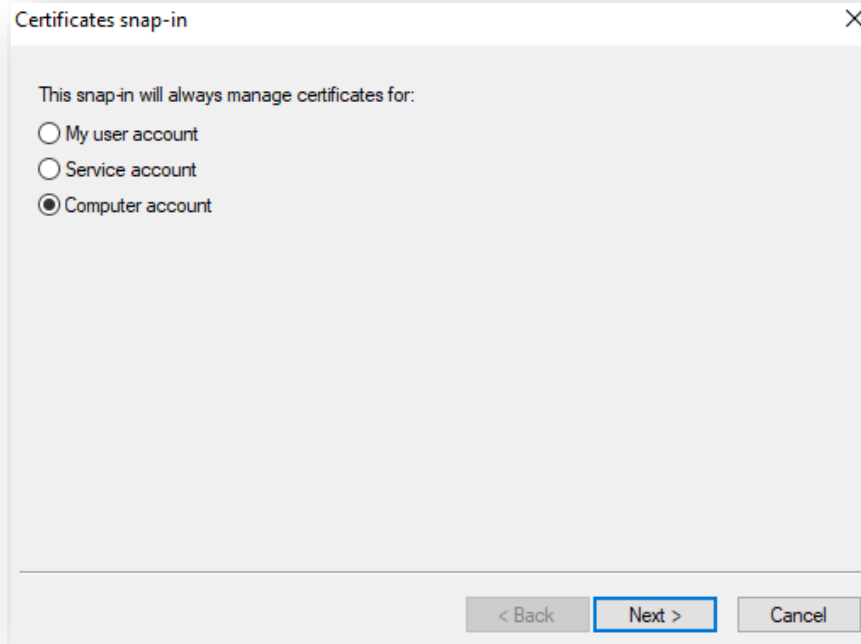 Certificates snap-in
This snap-in will always manage certificates for:
My user account
Service account
Computer account
< Back Next > Cancel